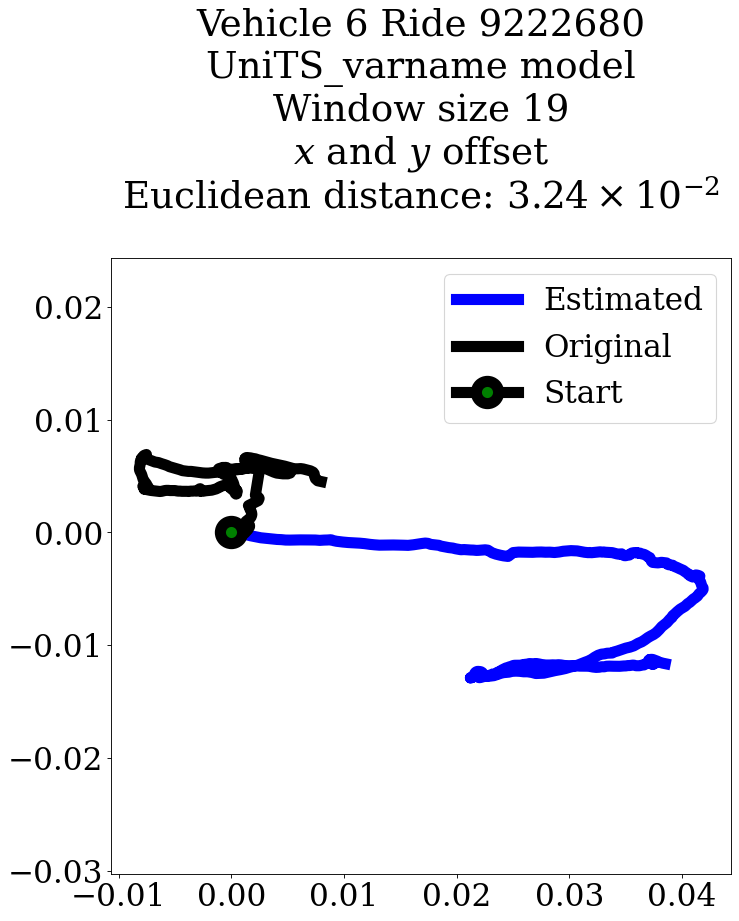 Vehicle 6 Ride 9222680
UniTS_varname model
Window size 19
x and y offset
Euclidean distance: 3.24 × 10⁻²
Estimated
Original
Start
0.02
0.01
0.00
−0.01
−0.02
−0.03
−0.01 0.00 0.01 0.02 0.03 0.04